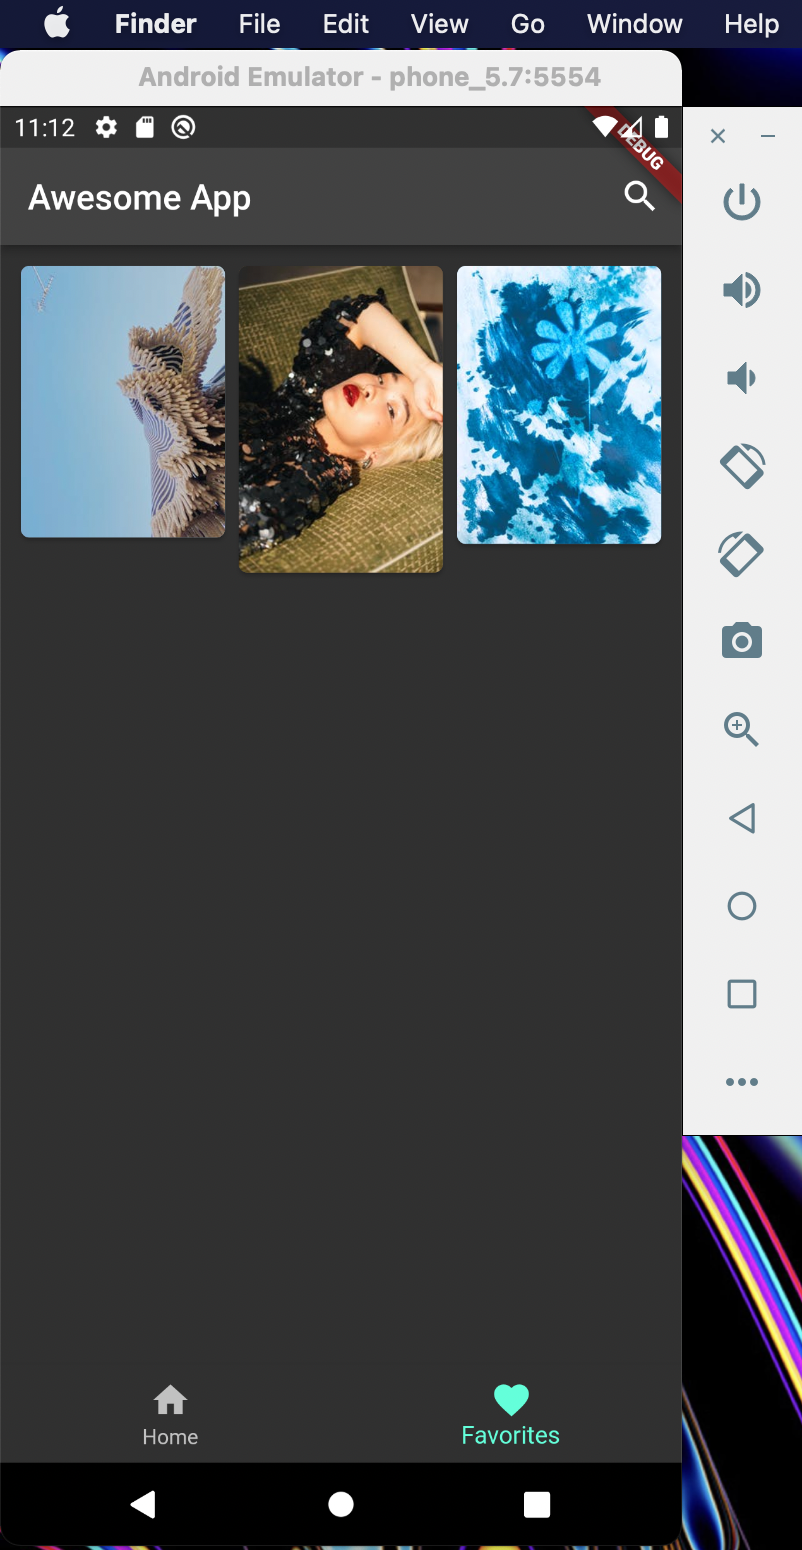 Finder File Edit View Go Window Help
Android Emulator - phone_5.7:5554
11:12
DEBUG
Awesome App
Home
Favorites